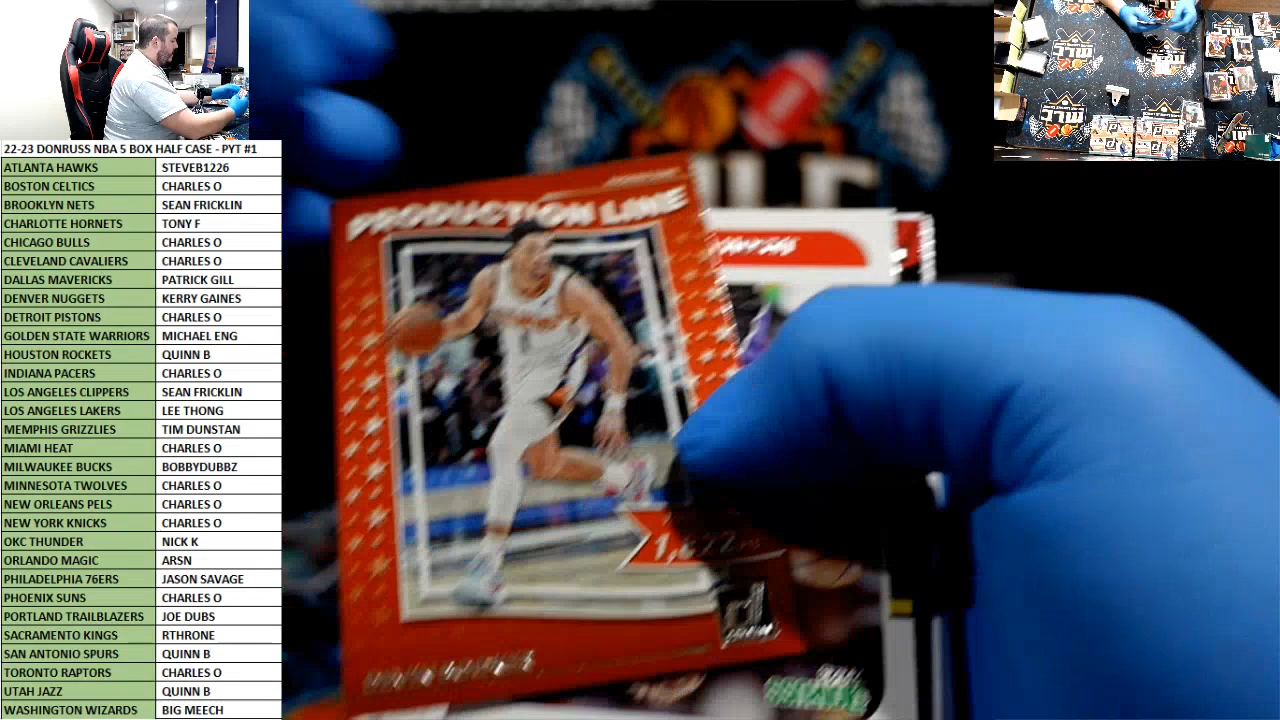 22-23 DONRUSS NBA 5 BOX HALF CASE - PYT #1
ATLANTA HAWKS STEVEB1226
BOSTON CELTICS CHARLES O
BROOKLYN NETS SEAN FRICKLIN
CHARLOTTE HORNETS TONY F
CHICAGO BULLS CHARLES O
CLEVELAND CAVALIERS CHARLES O
DALLAS MAVERICKS PATRICK GILL
DENVER NUGGETS KERRY GAINES
DETROIT PISTONS CHARLES O
GOLDEN STATE WARRIORS MICHAEL ENG
HOUSTON ROCKETS QUINN B
INDIANA PACERS CHARLES O
LOS ANGELES CLIPPERS SEAN FRICKLIN
LOS ANGELES LAKERS LEE THONG
MEMPHIS GRIZZLIES TIM DUNSTAN
MIAMI HEAT CHARLES O
MILWAUKEE BUCKS BOBBYDUBBZ
MINNESOTA TWOLVES CHARLES O
NEW ORLEANS PELS CHARLES O
NEW YORK KNICKS CHARLES O
OKC THUNDER NICK K
ORLANDO MAGIC ARSN
PHILADELPHIA 76ERS JASON SAVAGE
PHOENIX SUNS CHARLES O
PORTLAND TRAILBLAZERS JOE DUBS
SACRAMENTO KINGS RTHRONE
SAN ANTONIO SPURS QUINN B
TORONTO RAPTORS CHARLES O
UTAH JAZZ QUINN B
WASHINGTON WIZARDS BIG MEECH
PRODUCTION LINE